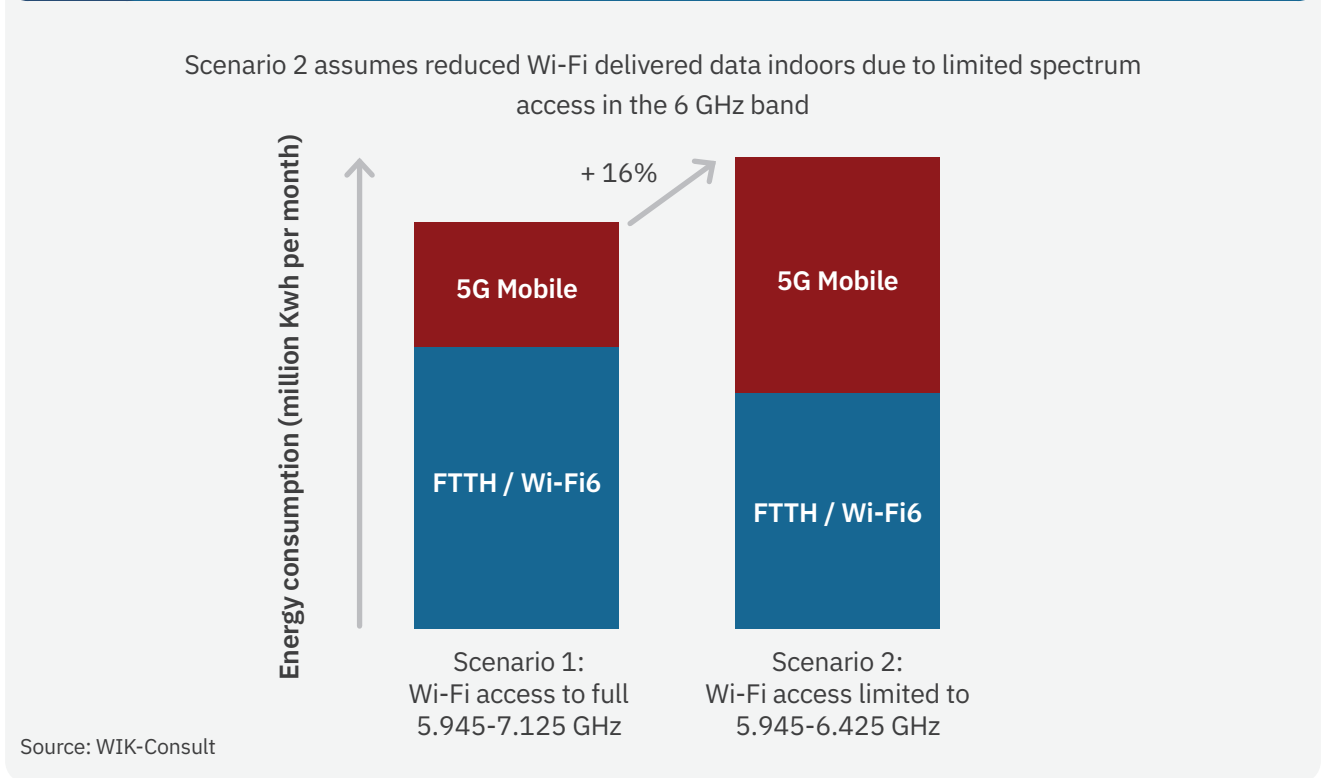 Scenario 2 assumes reduced Wi-Fi delivered data indoors due to limited spectrum
access in the 6 GHz band
Energy consumption (million Kwh per month)
+ 16%
5G Mobile
5G Mobile
FTTH / Wi-Fi6
FTTH / Wi-Fi6
Scenario 1:
Wi-Fi access to full
5.945-7.125 GHz
Scenario 2:
Wi-Fi access limited to
5.945-6.425 GHz
Source: WIK-Consult